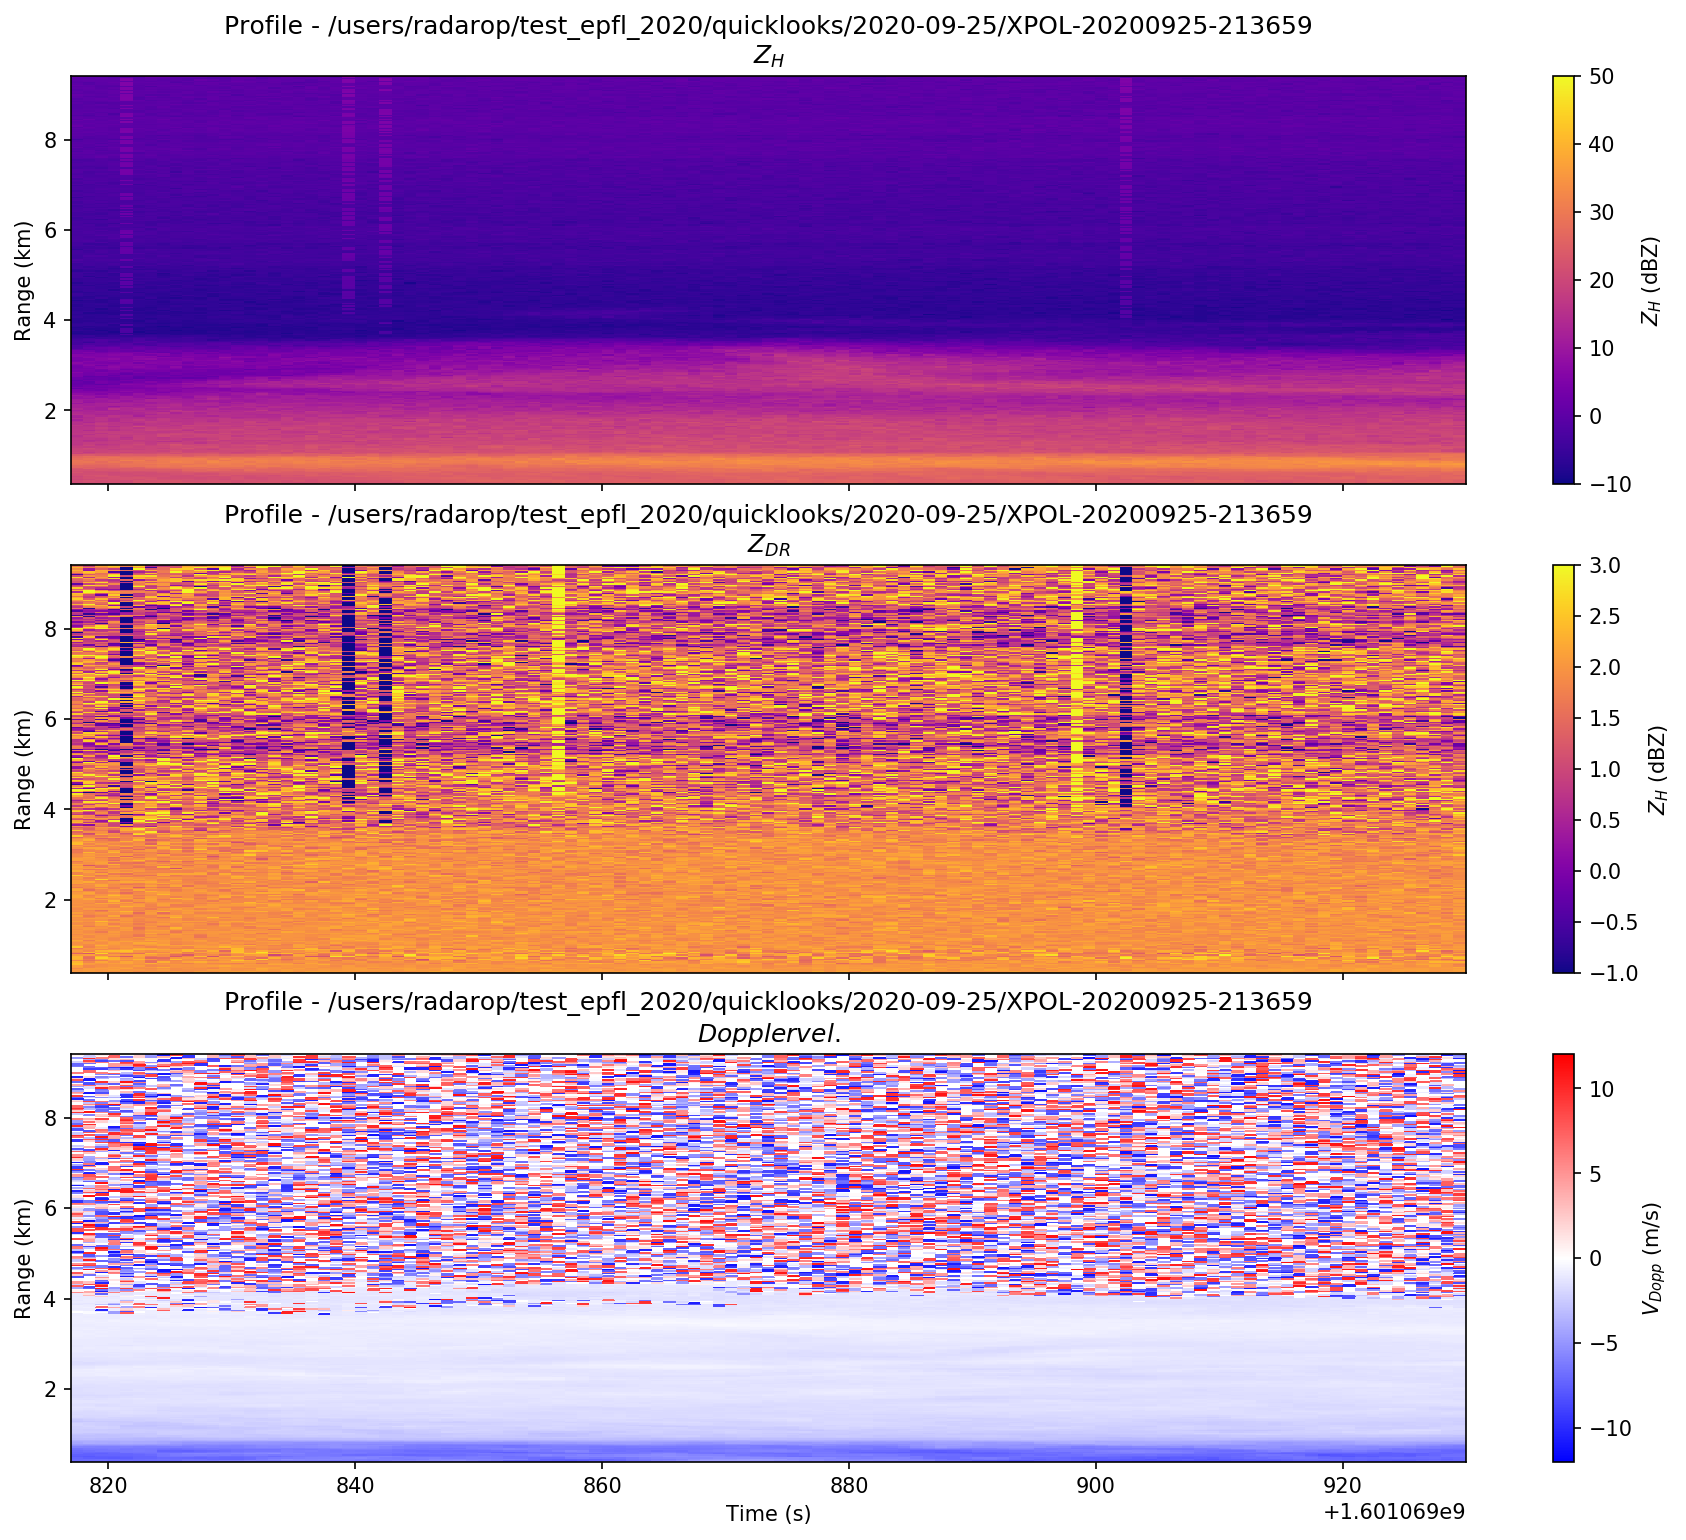 Profile - /users/radarop/test_epfl_2020/quicklooks/2020-09-25/XPOL-20200925-213659
Z_H
8
6
4
2
Range (km)
50
40
30
20
10
0
−10
Z_H (dBZ)
Profile - /users/radarop/test_epfl_2020/quicklooks/2020-09-25/XPOL-20200925-213659
Z_DR
8
6
4
2
Range (km)
3.0
2.5
2.0
1.5
1.0
0.5
0.0
−0.5
−1.0
Z_H (dBZ)
Profile - /users/radarop/test_epfl_2020/quicklooks/2020-09-25/XPOL-20200925-213659
Dopplervel.
8
6
4
2
Range (km)
10
5
0
−5
−10
V_Dopp (m/s)
820 840 860 880 900 920
Time (s)
+1.601069e9